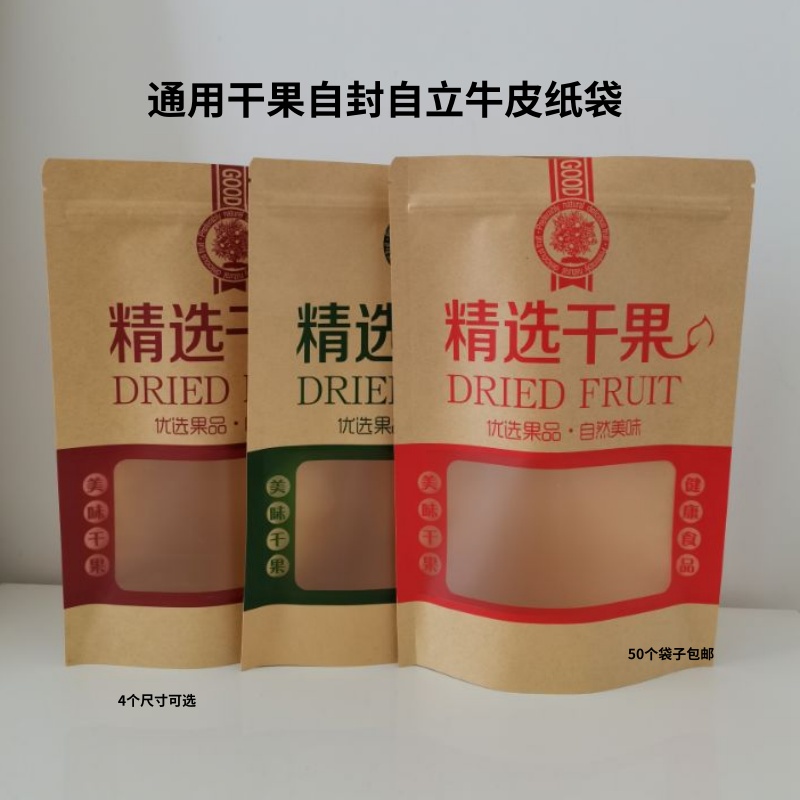 通用干果自封自立牛皮纸袋
GOOD
精选干
DRIED
优选果品·
美味干果
精选
DRIE
优选果
美味干果
GOOD
精选干果
DRIED FRUIT
优选果品·自然美味
美味干果
健康食品
50个袋子包邮
4个尺寸可选